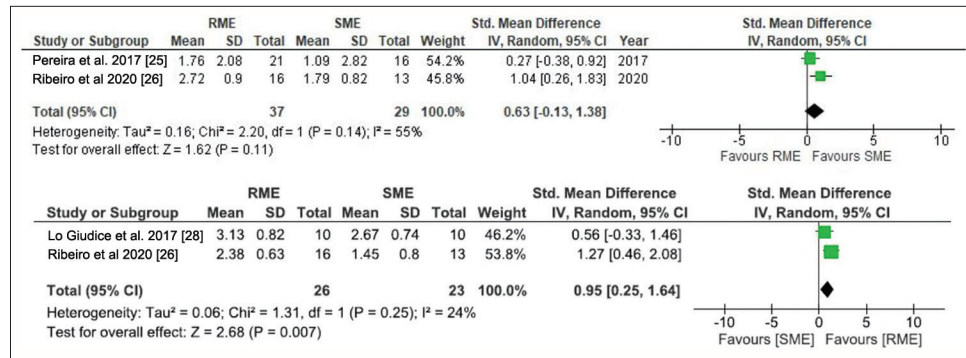 RME SME Std. Mean Difference Std. Mean Difference
Study or Subgroup Mean SD Total Mean SD Total Weight IV, Random, 95% CI Year IV, Random, 95% CI
Pereira et al. 2017 [25] 1.76 2.08 21 1.09 2.82 16 54.2% 0.27 [-0.38, 0.92] 2017
Ribeiro et al 2020 [26] 2.72 0.9 16 1.79 0.82 13 45.8% 1.04 [0.26, 1.83] 2020
Total (95% CI) 37 29 100.0% 0.63 [-0.13, 1.38]
Heterogeneity: Tau² = 0.16; Chi² = 2.20, df = 1 (P = 0.14); I² = 55%
Test for overall effect: Z = 1.62 (P = 0.11)
-10 -5 0 5 10
Favours RME Favours SME
RME SME Std. Mean Difference Std. Mean Difference
Study or Subgroup Mean SD Total Mean SD Total Weight IV, Random, 95% CI IV, Random, 95% CI
Lo Giudice et al. 2017 [28] 3.13 0.82 10 2.67 0.74 10 46.2% 0.56 [-0.33, 1.46]
Ribeiro et al 2020 [26] 2.38 0.63 16 1.45 0.8 13 53.8% 1.27 [0.46, 2.08]
Total (95% CI) 26 23 100.0% 0.95 [0.25, 1.64]
Heterogeneity: Tau² = 0.06; Chi² = 1.31, df = 1 (P = 0.25); I² = 24%
Test for overall effect: Z = 2.68 (P = 0.007)
-10 -5 0 5 10
Favours [SME] Favours [RME]